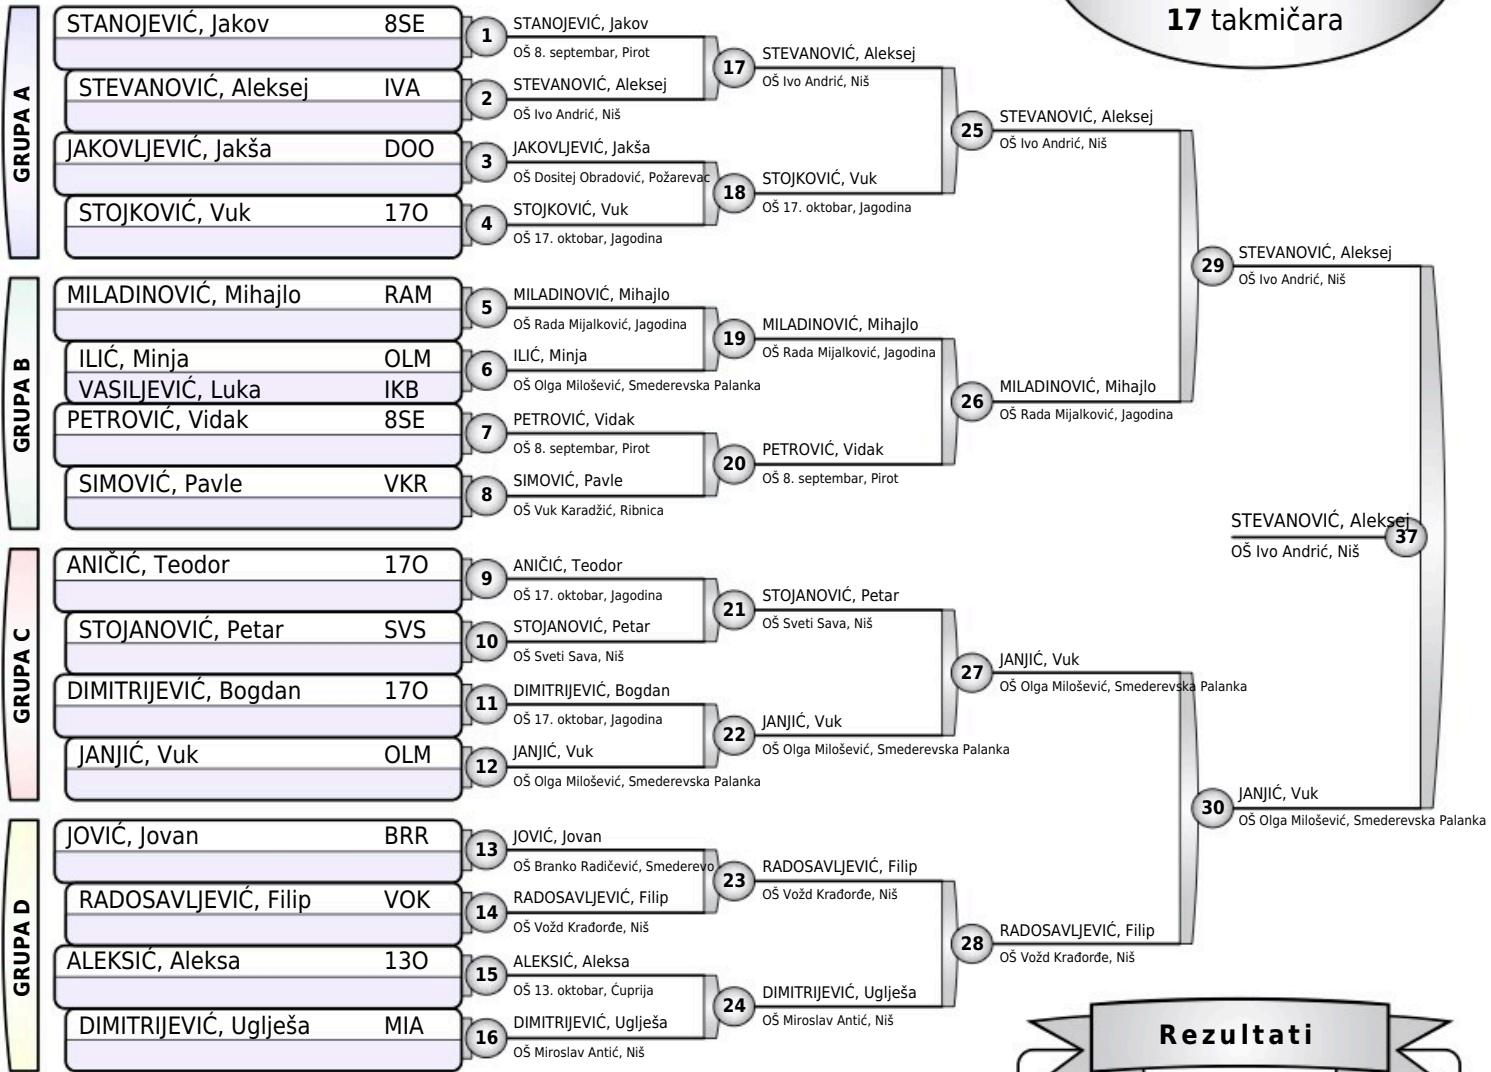 17 takmičara
GRUPA A
STANOJEVIĆ, Jakov 8SE
STEVANOVIĆ, Aleksej IVA
JAKOVLJEVIĆ, Jakša DOO
STOJKOVIĆ, Vuk 17O
GRUPA B
MILADINOVIĆ, Mihajlo RAM
ILIĆ, Minja OLM
VASILJEVIĆ, Luka IKB
PETROVIĆ, Vidak 8SE
SIMOVIĆ, Pavle VKR
GRUPA C
ANIČIĆ, Teodor 17O
STOJANOVIĆ, Petar SVS
DIMITRIJEVIĆ, Bogdan 17O
JANJIĆ, Vuk OLM
GRUPA D
JOVIĆ, Jovan BRR
RADOSAVLJEVIĆ, Filip VOK
ALEKSIĆ, Aleksa 13O
DIMITRIJEVIĆ, Uglješa MIA
1 STANOJEVIĆ, Jakov
OŠ 8. septembar, Pirot
2 STEVANOVIĆ, Aleksej
OŠ Ivo Andrić, Niš
3 JAKOVLJEVIĆ, Jakša
OŠ Dositej Obradović, Požarevac
4 STOJKOVIĆ, Vuk
OŠ 17. oktobar, Jagodina
5 MILADINOVIĆ, Mihajlo
OŠ Rada Mijalković, Jagodina
6 ILIĆ, Minja
OŠ Olga Milošević, Smederevska Palanka
7 PETROVIĆ, Vidak
OŠ 8. septembar, Pirot
8 SIMOVIĆ, Pavle
OŠ Vuk Karadžić, Ribnica
9 ANIČIĆ, Teodor
OŠ 17. oktobar, Jagodina
10 STOJANOVIĆ, Petar
OŠ Sveti Sava, Niš
11 DIMITRIJEVIĆ, Bogdan
OŠ 17. oktobar, Jagodina
12 JANJIĆ, Vuk
OŠ Olga Milošević, Smederevska Palanka
13 JOVIĆ, Jovan
OŠ Branko Radičević, Smederevo
14 RADOSAVLJEVIĆ, Filip
OŠ Vožd Krađorđe, Niš
15 ALEKSIĆ, Aleksa
OŠ 13. oktobar, Ćuprija
16 DIMITRIJEVIĆ, Uglješa
OŠ Miroslav Antić, Niš
17 STEVANOVIĆ, Aleksej
OŠ Ivo Andrić, Niš
18 STOJKOVIĆ, Vuk
OŠ 17. oktobar, Jagodina
19 MILADINOVIĆ, Mihajlo
OŠ Rada Mijalković, Jagodina
20 PETROVIĆ, Vidak
OŠ 8. septembar, Pirot
21 STOJANOVIĆ, Petar
OŠ Sveti Sava, Niš
22 JANJIĆ, Vuk
OŠ Olga Milošević, Smederevska Palanka
23 RADOSAVLJEVIĆ, Filip
OŠ Vožd Krađorđe, Niš
24 DIMITRIJEVIĆ, Uglješa
OŠ Miroslav Antić, Niš
25 STEVANOVIĆ, Aleksej
OŠ Ivo Andrić, Niš
26 MILADINOVIĆ, Mihajlo
OŠ Rada Mijalković, Jagodina
27 JANJIĆ, Vuk
OŠ Olga Milošević, Smederevska Palanka
28 RADOSAVLJEVIĆ, Filip
OŠ Vožd Krađorđe, Niš
29 STEVANOVIĆ, Aleksej
OŠ Ivo Andrić, Niš
30 JANJIĆ, Vuk
OŠ Olga Milošević, Smederevska Palanka
STEVANOVIĆ, Aleksej 37
OŠ Ivo Andrić, Niš
Rezultati